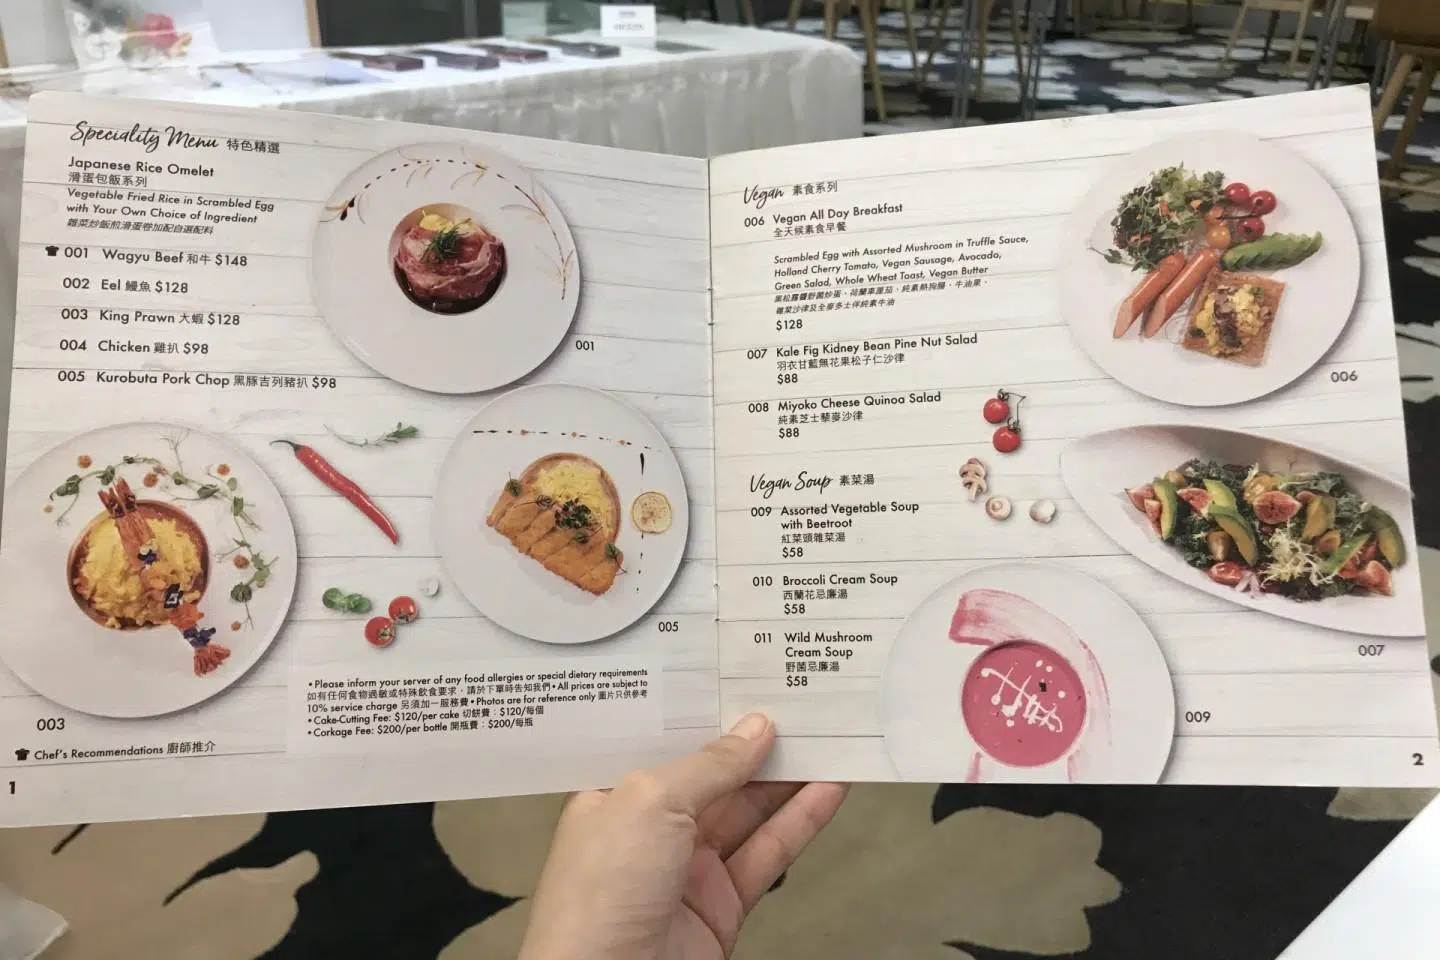 Speciality Menu 特色精選
Japanese Rice Omelet
滑蛋包飯系列
Vegetable Fried Rice in Scrambled Egg
with Your Own Choice of Ingredient
雜菜炒飯煎滑蛋卷加配自選配料
001 Wagyu Beef 和牛 $148
002 Eel 鰻魚 $128
003 King Prawn 大蝦 $128
004 Chicken 雞扒 $98
005 Kurobuta Pork Chop 黑豚吉列豬扒 $98
001
005
003
• Please inform your server of any food allergies or special dietary requirements
如有任何食物過敏或特殊飲食要求，請於下單時告知我們 • All prices are subject to
10% service charge 另須加一服務費 • Photos are for reference only 圖片只供參考
• Cake-Cutting Fee: $120/per cake 切餅費：$120/每個
• Corkage Fee: $200/per bottle 開瓶費：$200/每瓶
Chef's Recommendations 廚師推介
1
Vegan 素食系列
006 Vegan All Day Breakfast
全天候素食早餐
Scrambled Egg with Assorted Mushroom in Truffle Sauce,
Holland Cherry Tomato, Vegan Sausage, Avocado,
Green Salad, Whole Wheat Toast, Vegan Butter
黑松露醬野菌炒蛋、荷蘭車厘茄、純素熱狗腸、牛油果、
雜菜沙律及全麥多士伴純素牛油
$128
007 Kale Fig Kidney Bean Pine Nut Salad
羽衣甘藍無花果松子仁沙律
$88
008 Miyoko Cheese Quinoa Salad
純素芝士藜麥沙律
$88
Vegan Soup 素菜湯
009 Assorted Vegetable Soup
with Beetroot
紅菜頭雜菜湯
$58
010 Broccoli Cream Soup
西蘭花忌廉湯
$58
011 Wild Mushroom
Cream Soup
野菌忌廉湯
$58
006
007
009
2